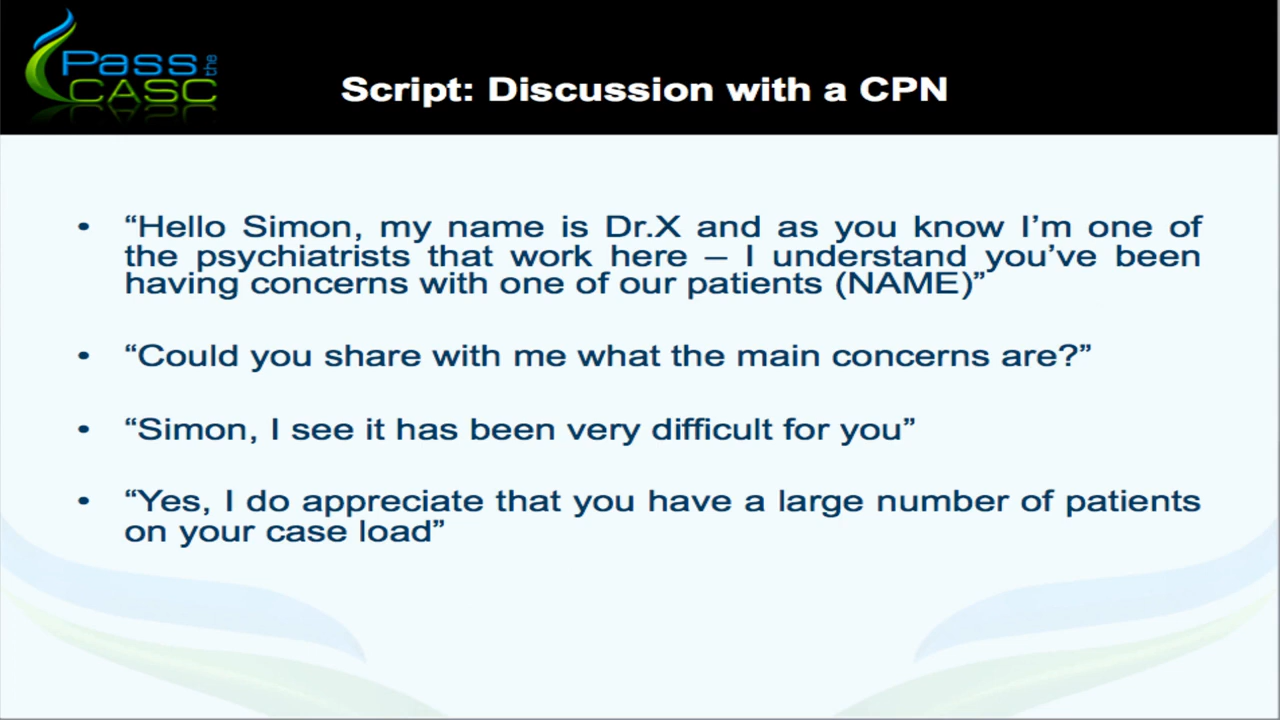 Pass the
CASC
Script: Discussion with a CPN
• “Hello Simon, my name is Dr.X and as you know I’m one of
the psychiatrists that work here – I understand you’ve been
having concerns with one of our patients (NAME)”
• “Could you share with me what the main concerns are?”
• “Simon, I see it has been very difficult for you”
• “Yes, I do appreciate that you have a large number of patients
on your case load”